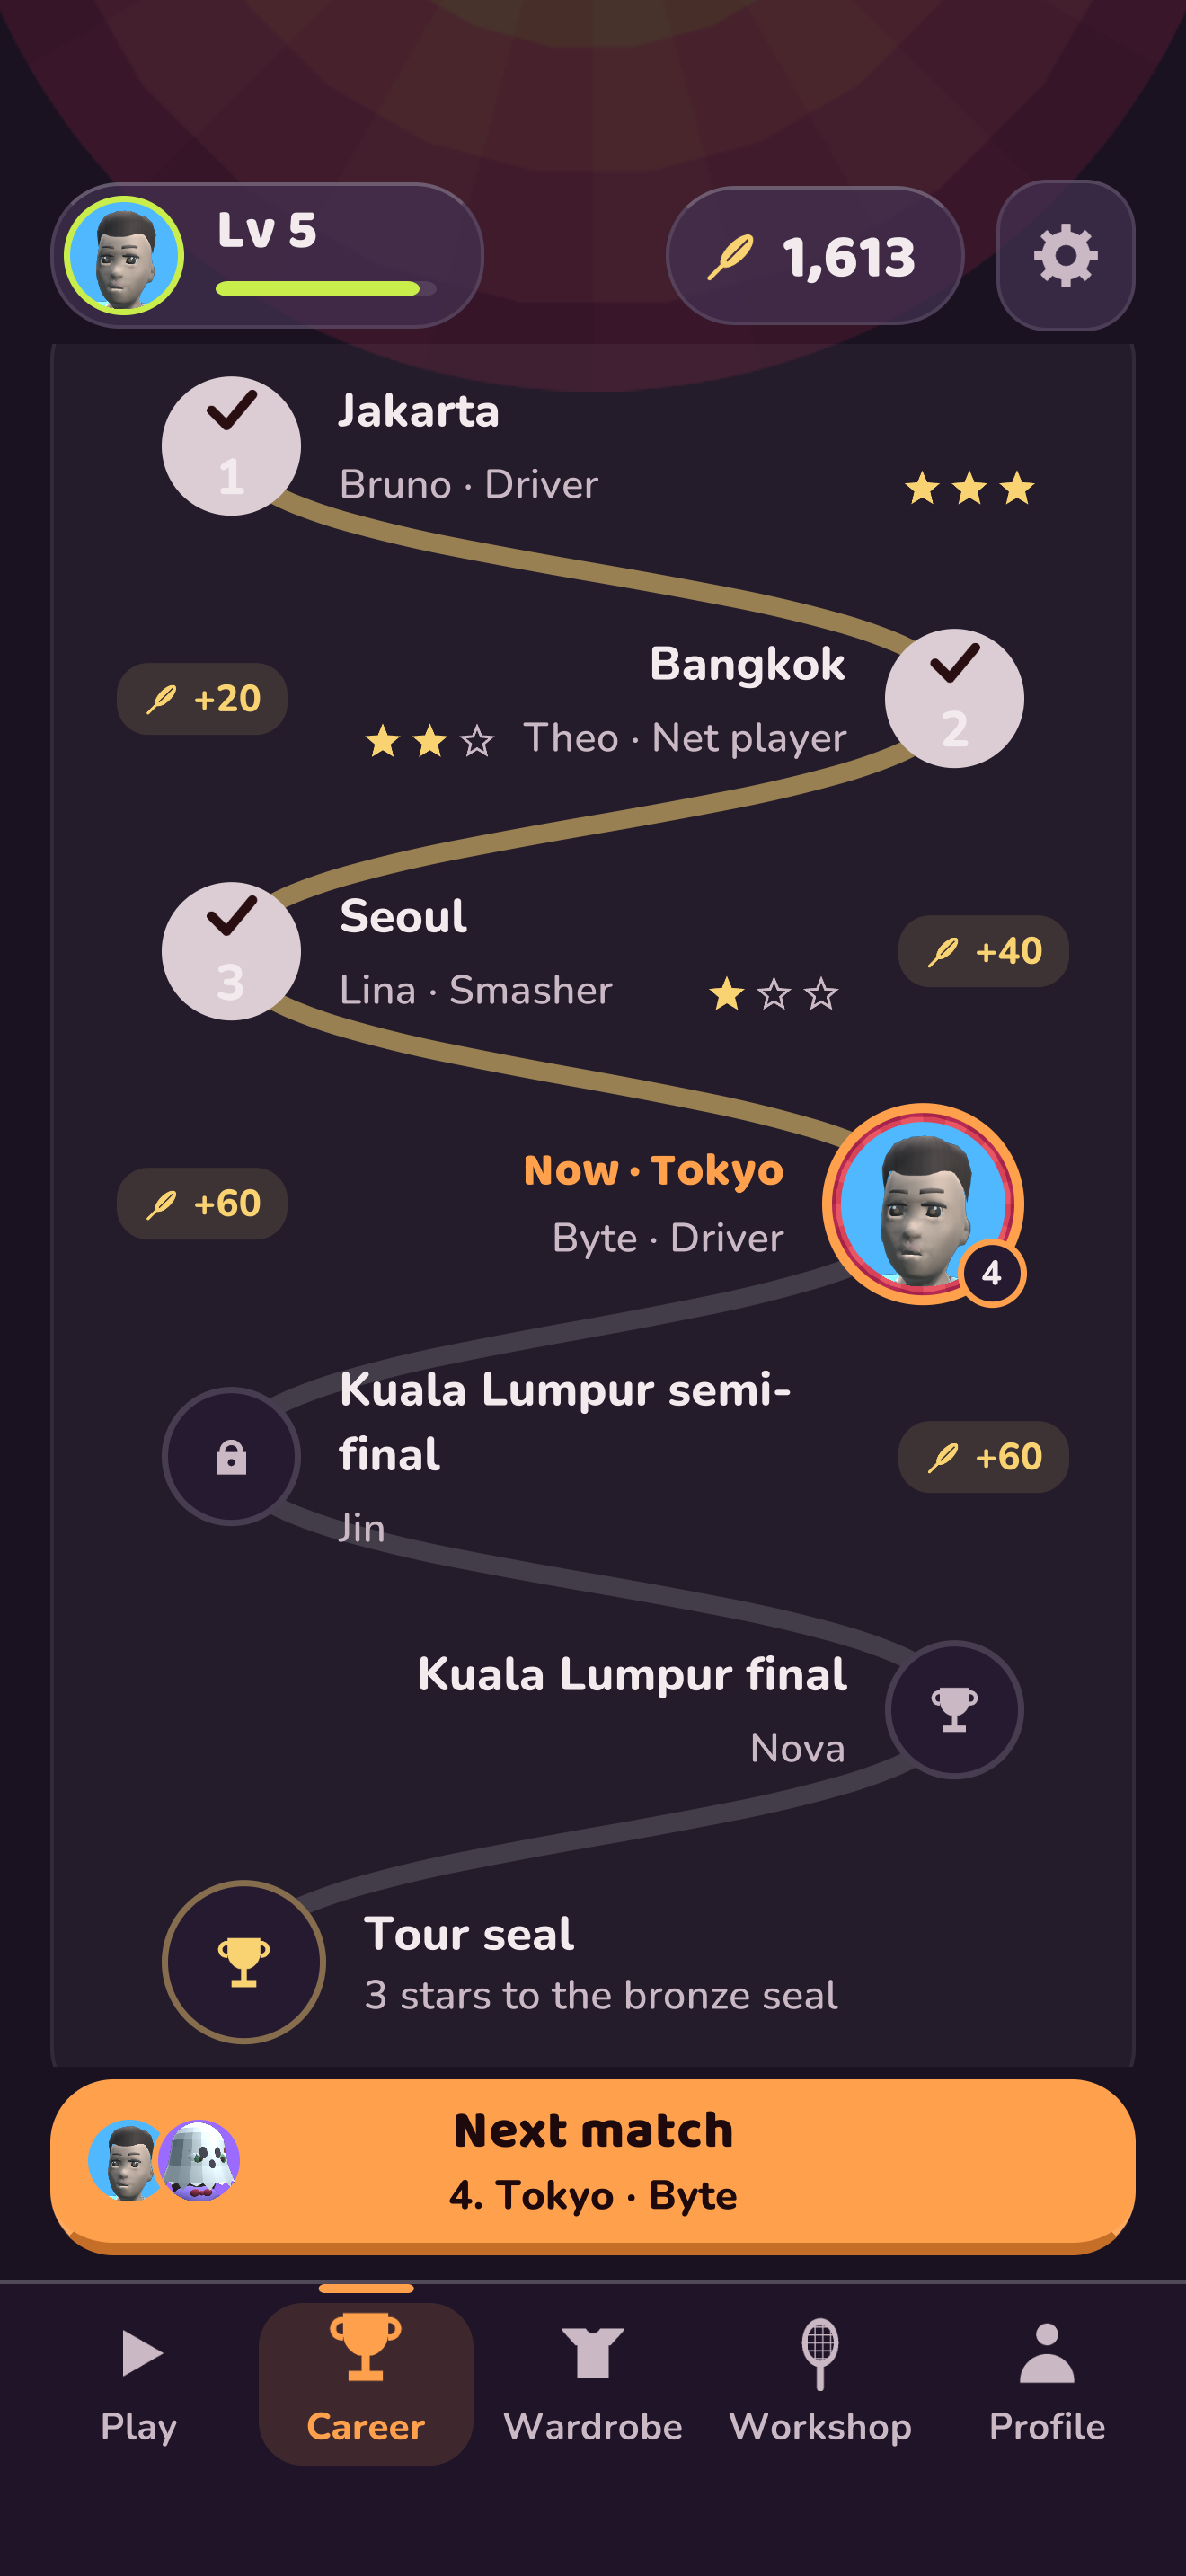 Lv 5
1,613
1
Jakarta
Bruno · Driver
+20
Bangkok
Theo · Net player
2
3
Seoul
Lina · Smasher
+40
+60
Now · Tokyo
Byte · Driver
4
Kuala Lumpur semi-
final
Jin
+60
Kuala Lumpur final
Nova
Tour seal
3 stars to the bronze seal
Next match
4. Tokyo · Byte
Play
Career
Wardrobe
Workshop
Profile